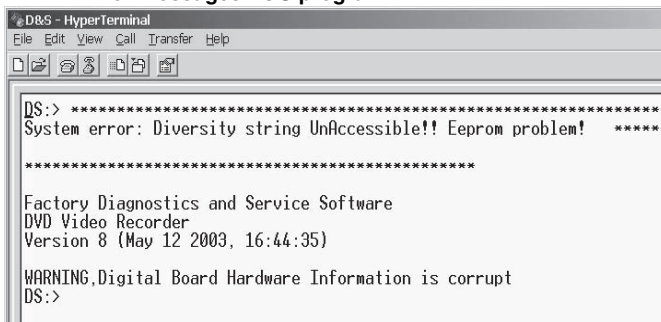 D&S - HyperTerminal
File Edit View Call Transfer Help
DS:> ****************************************************************
System error: Diversity string UnAccessible!! Eeprom problem! *****
*************************************************
Factory Diagnostics and Service Software
DVD Video Recorder
Version 8 (May 12 2003, 16:44:35)
WARNING,Digital Board Hardware Information is corrupt
DS:>